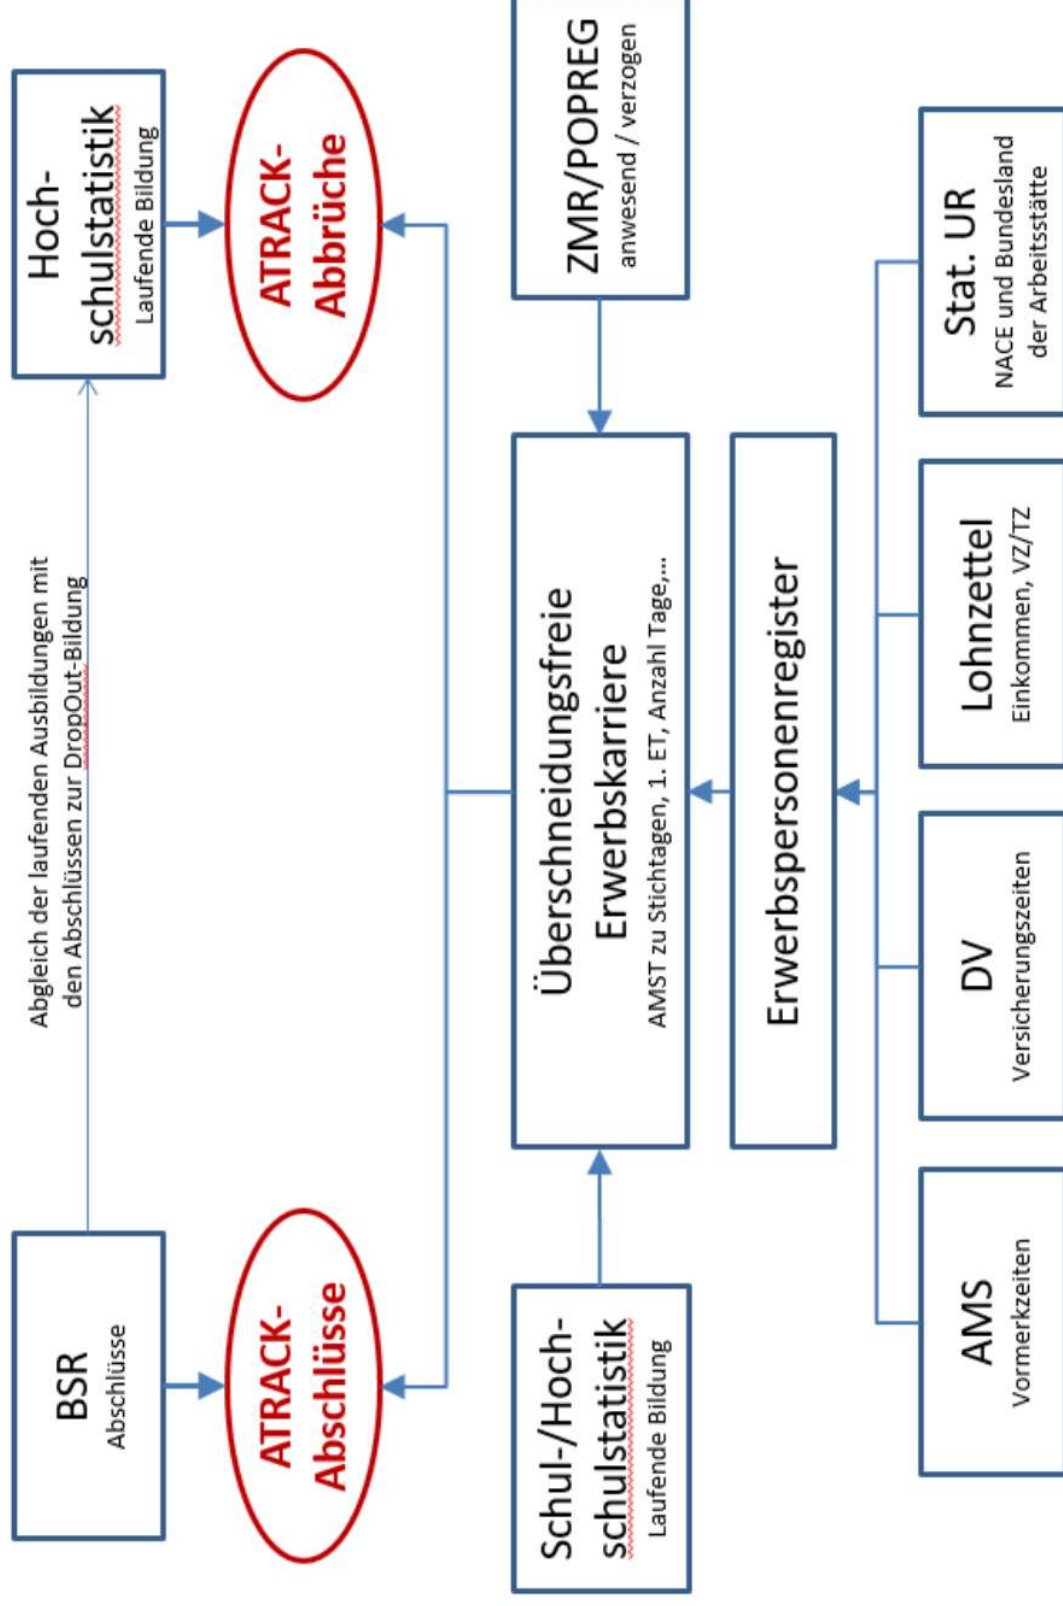 BSR
Abschlüsse
Abgleich der laufenden Ausbildungen mit
den Abschlüssen zur DropOut-Bildung
Hoch-
schulstatistik
Laufende Bildung
ATRACK-
Abschlüsse
ATRACK-
Abbrüche
Schul-/Hoch-
schulstatistik
Laufende Bildung
Überschneidungsfreie
Erwerbskarriere
AMST zu Stichtagen, 1. ET, Anzahl Tage,...
ZMR/POPREG
anwesend / verzogen
Erwerbspersonenregister
AMS
Vormerkzeiten
DV
Versicherungszeiten
Lohnzettel
Einkommen, VZ/TZ
Stat. UR
NACE und Bundesland
der Arbeitsstätte